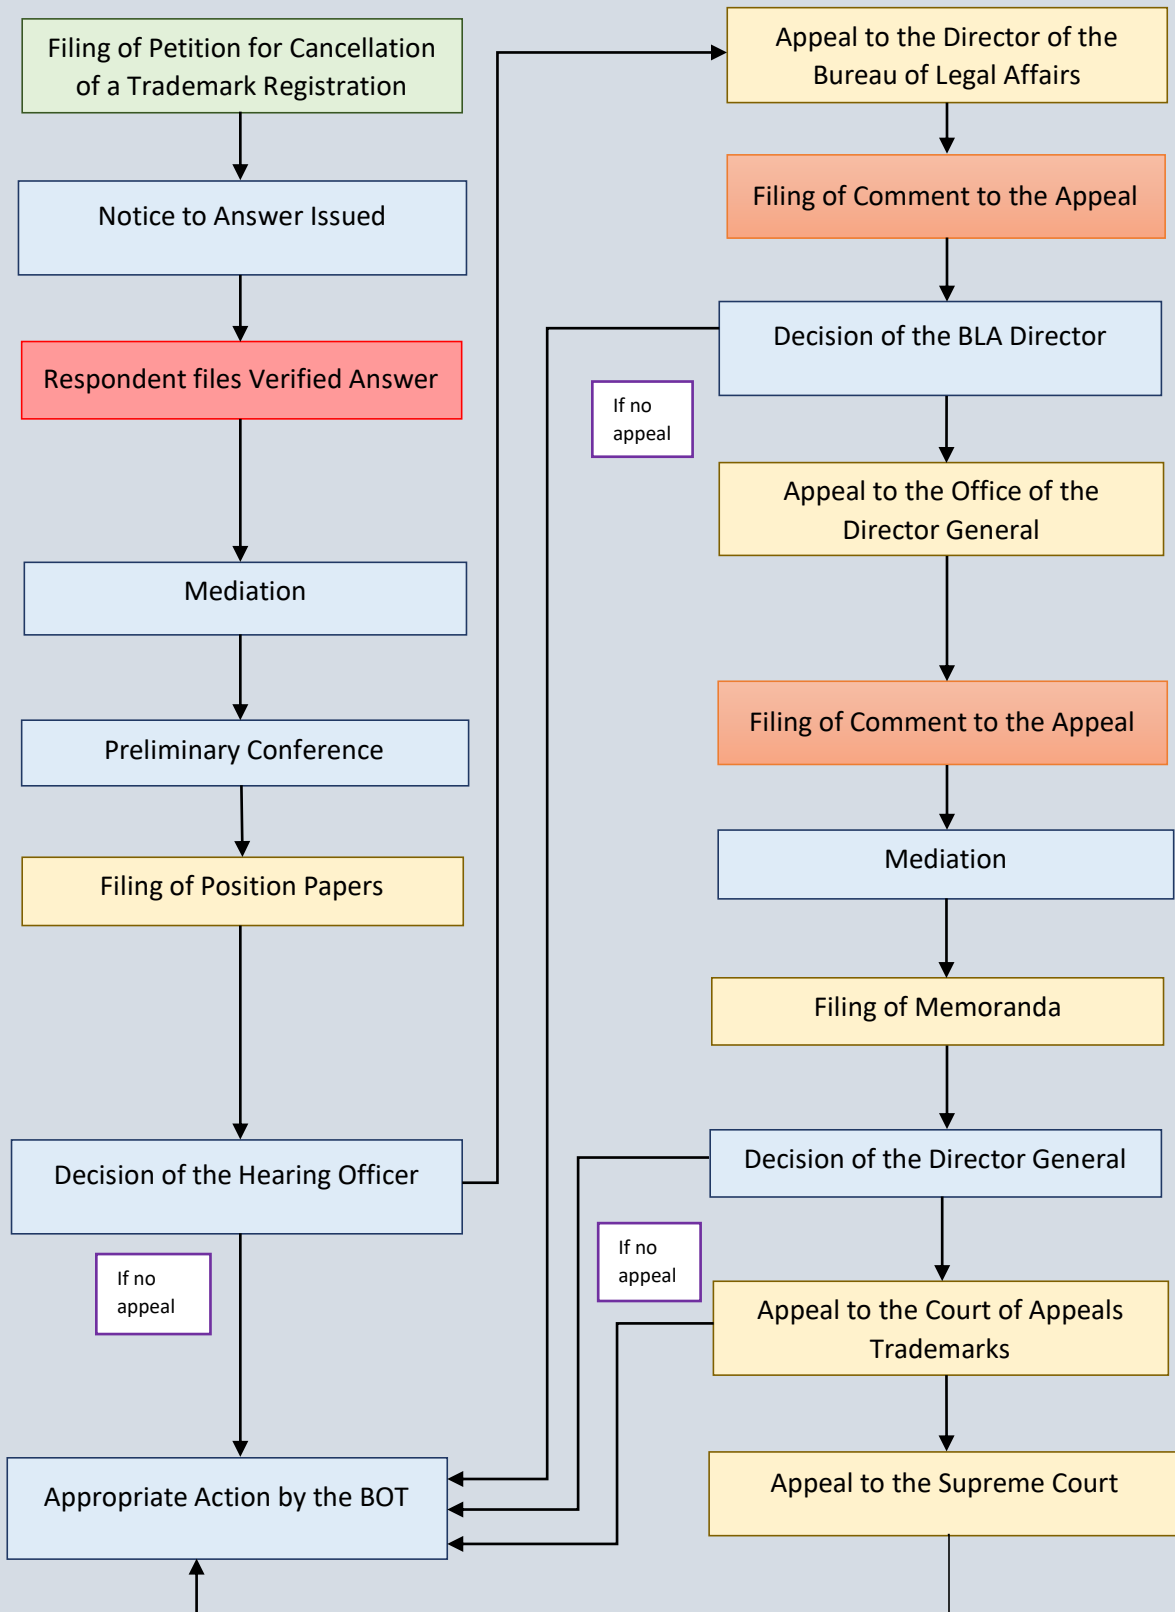 Filing of Petition for Cancellation
of a Trademark Registration
Notice to Answer Issued
Respondent files Verified Answer
Mediation
Preliminary Conference
Filing of Position Papers
Decision of the Hearing Officer
If no
appeal
Appropriate Action by the BOT
Appeal to the Director of the
Bureau of Legal Affairs
Filing of Comment to the Appeal
Decision of the BLA Director
If no
appeal
Appeal to the Office of the
Director General
Filing of Comment to the Appeal
Mediation
Filing of Memoranda
Decision of the Director General
If no
appeal
Appeal to the Court of Appeals
Trademarks
Appeal to the Supreme Court